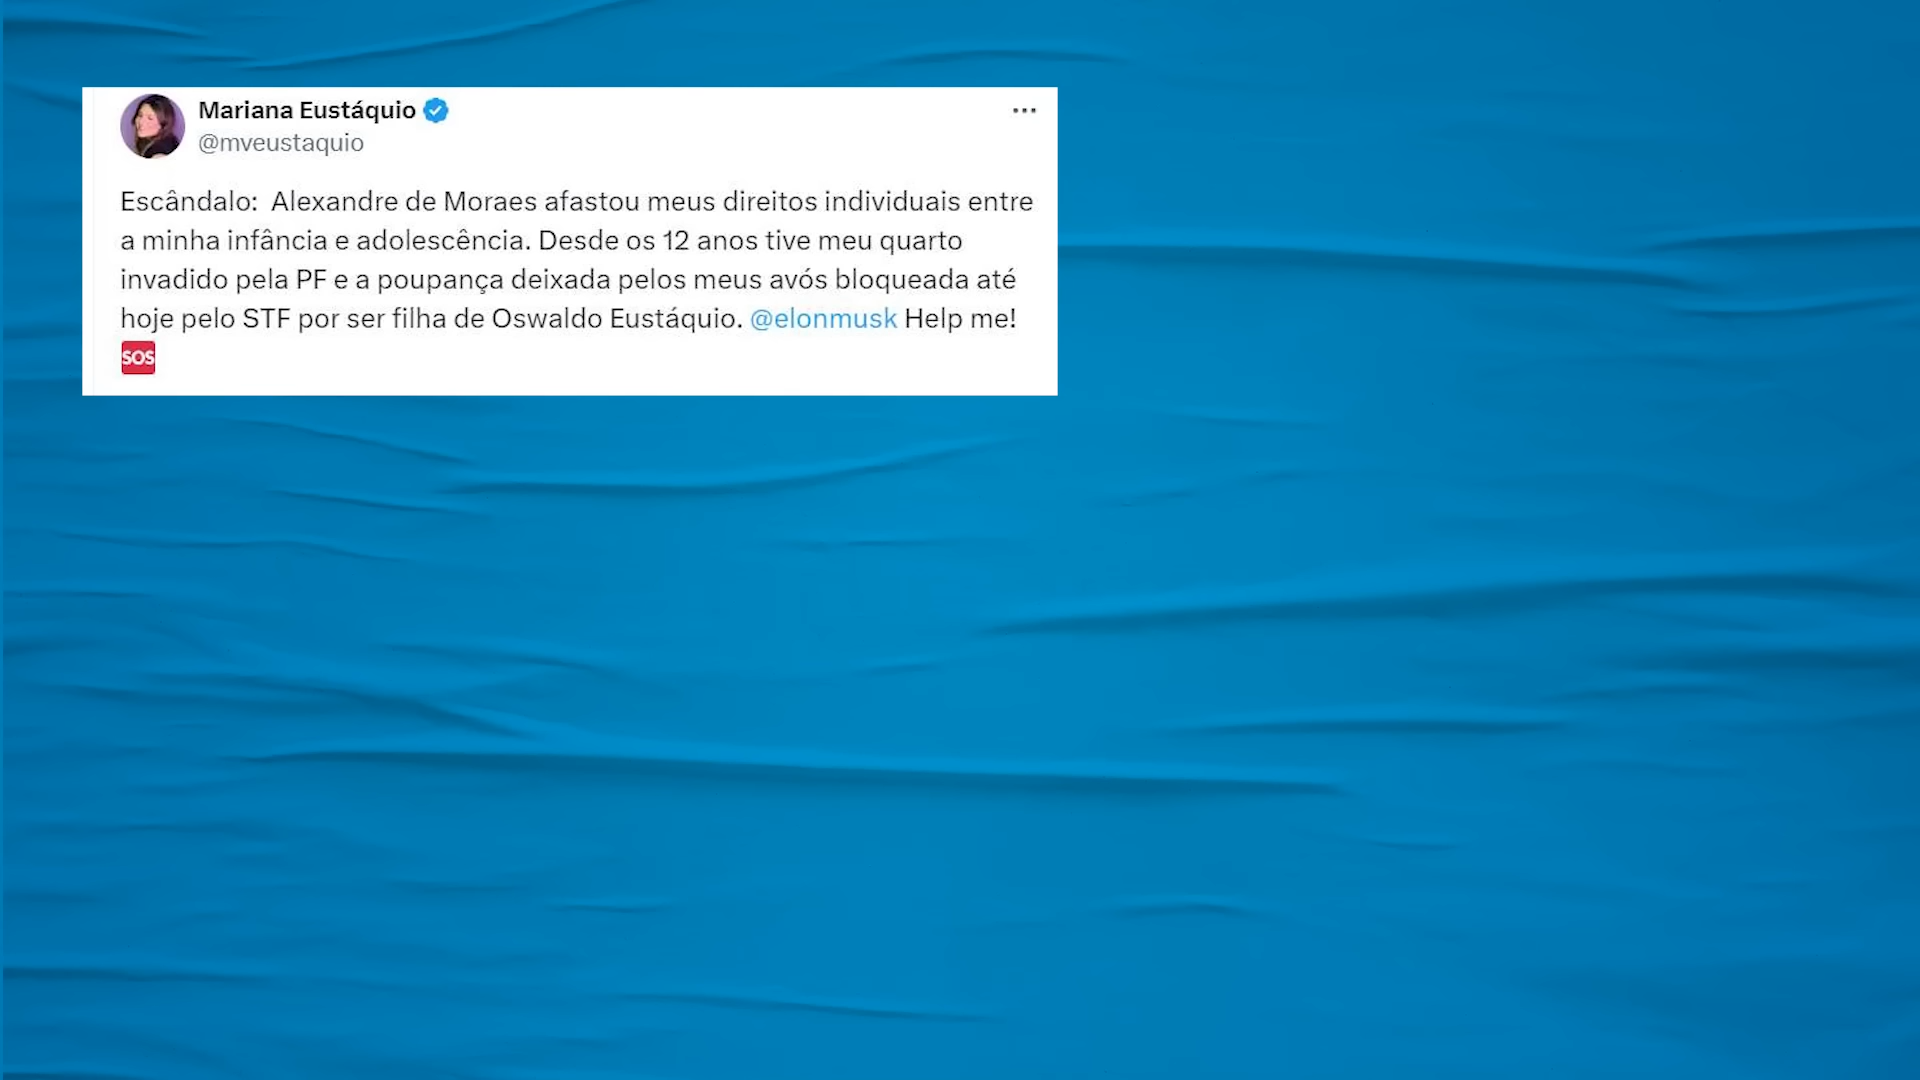 Mariana Eustáquio
@mveustaquio
Escândalo: Alexandre de Moraes afastou meus direitos individuais entre
a minha infância e adolescência. Desde os 12 anos tive meu quarto
invadido pela PF e a poupança deixada pelos meus avós bloqueada até
hoje pelo STF por ser filha de Oswaldo Eustáquio. @elonmusk Help me!
SOS